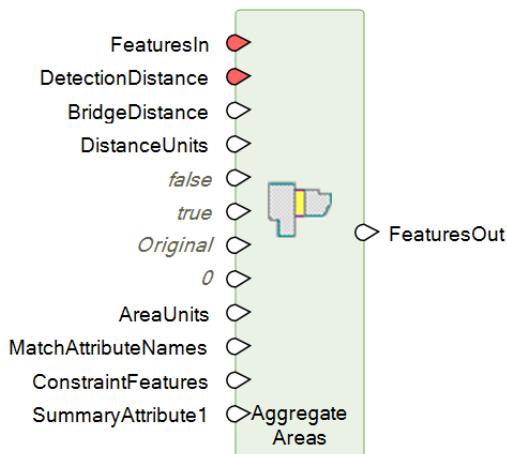 FeaturesIn
DetectionDistance
BridgeDistance
DistanceUnits
false
true
Original
FeaturesOut
0
AreaUnits
MatchAttributeNames
ConstraintFeatures
SummaryAttribute1
Aggregate
Areas